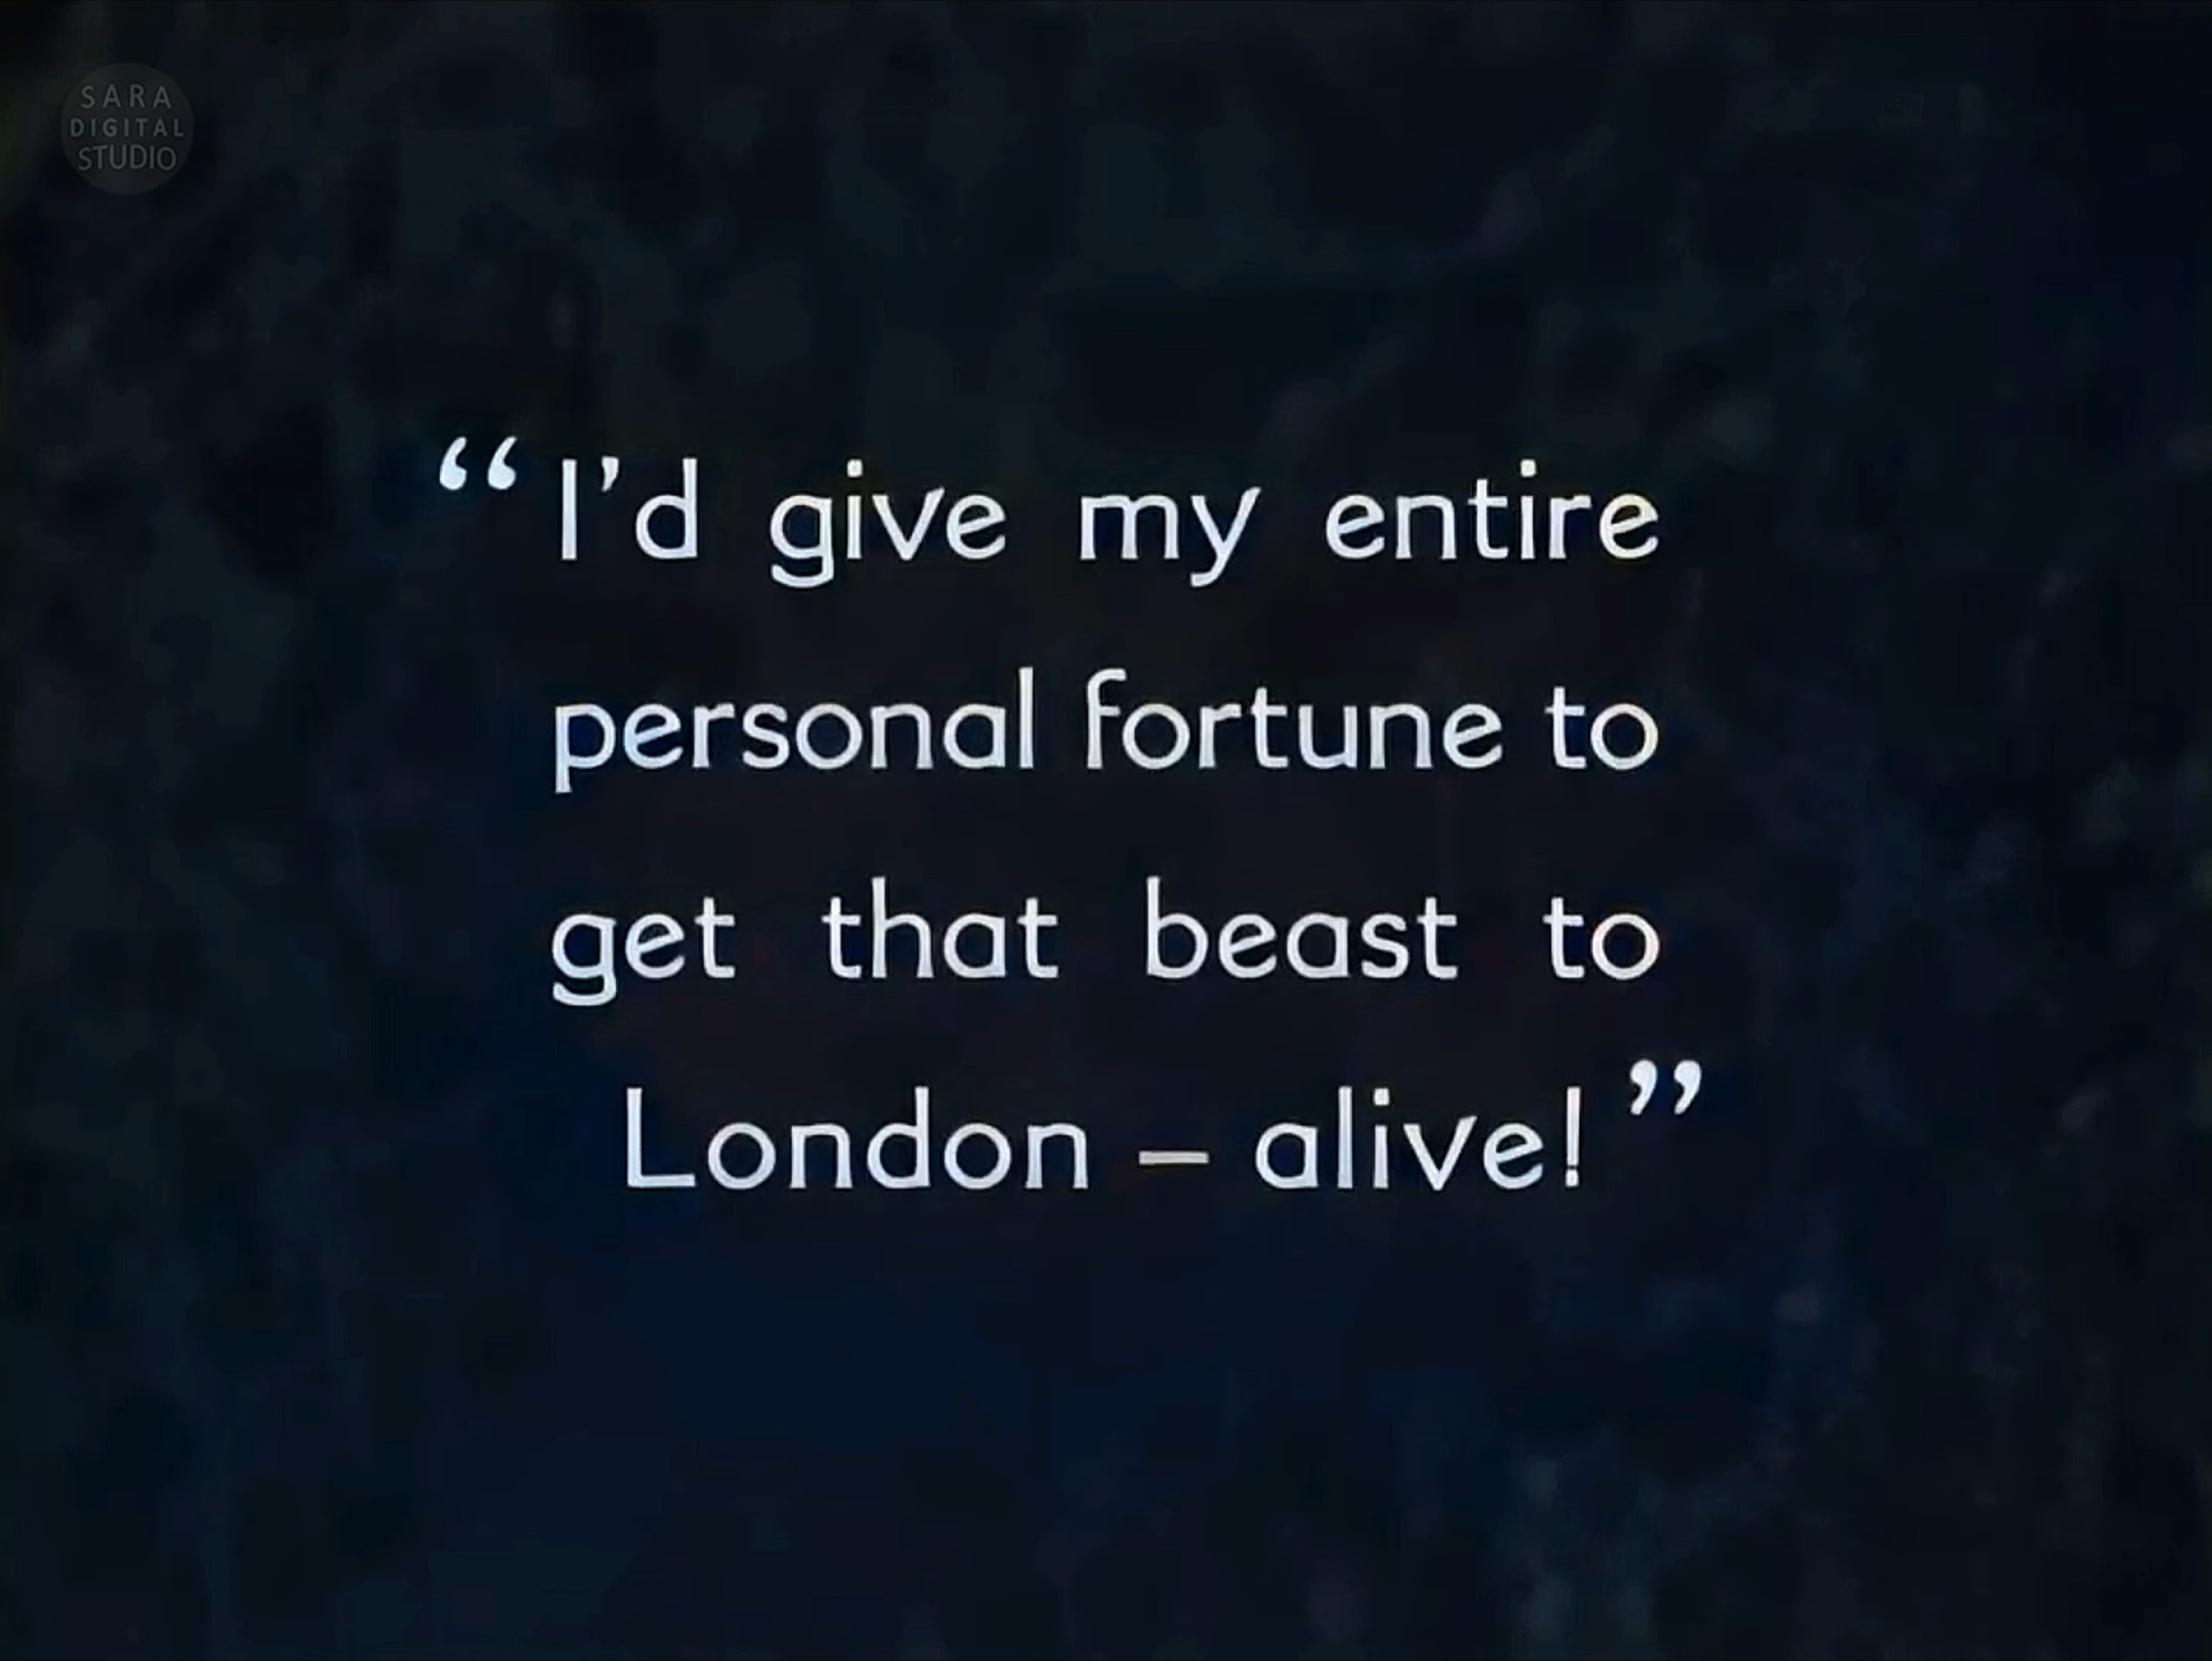 SARA
DIGITAL
STUDIO
“I’d give my entire
personal fortune to
get that beast to
London – alive!”